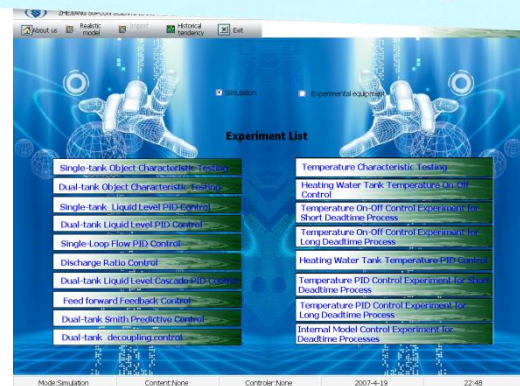 ZHEJIANG SUPCON SCIENTIFIC
About us
Realistic model
Import
Historical tendency
Exit
Simulation
Experimental equipment
Experiment List
Single-tank Object Characteristic Testing
Dual-tank Object Characteristic Testing
Single-tank Liquid Level PID Control
Dual-tank Liquid Level PID Control
Single-Loop Flow PID Control
Discharge Ratio Control
Dual-tank Liquid Level Cascade PID Control
Feed forward Feedback Control
Dual-tank Smith Predictive Control
Dual-tank decoupling control
Temperature Characteristic Testing
Heating Water Tank Temperature On-Off
Control
Temperature On-Off Control Experiment for
Short Deadtime Process
Temperature On-Off Control Experiment for
Long Deadtime Process
Heating Water Tank Temperature PID Control
Temperature PID Control Experiment for Short
Deadtime Process
Temperature PID Control Experiment for
Long Deadtime Process
Internal Model Control Experiment for
Deadtime Processes
Mode:Simulation
Content:None
Controler:None
2007-4-19
22:48